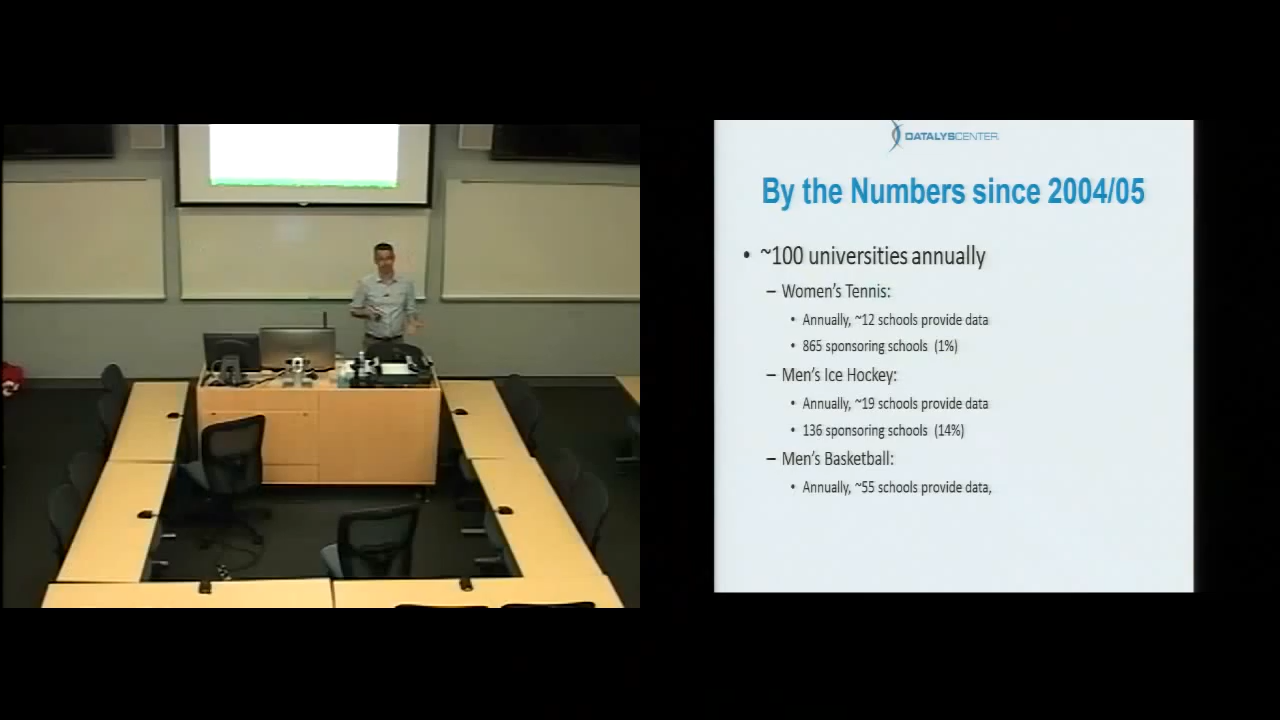 DATALYSCENTER
By the Numbers since 2004/05
• ~100 universities annually
– Women's Tennis:
• Annually, ~12 schools provide data
• 865 sponsoring schools (1%)
– Men's Ice Hockey:
• Annually, ~19 schools provide data
• 136 sponsoring schools (14%)
– Men's Basketball:
• Annually, ~55 schools provide data,